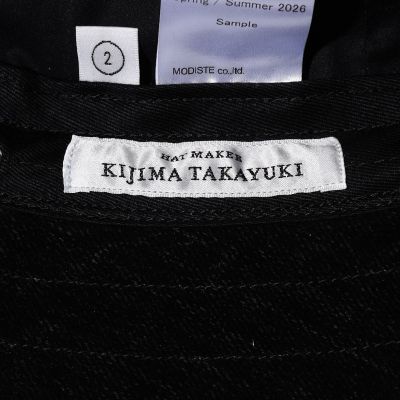 Spring / Summer 2026
Sample
2
MODISTE co.,ltd.
HAT MAKER
KIJIMA TAKAYUKI